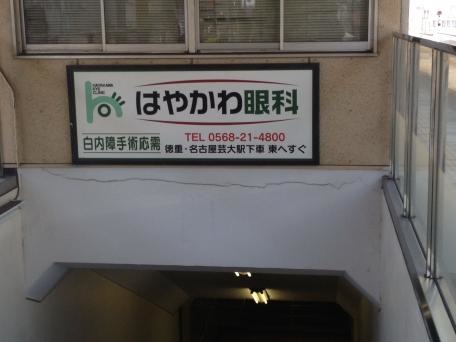 HAYAKAWA
EYE
CLINIC
はやかわ眼科
白内障手術応需
TEL 0568-21-4800
徳重・名古屋芸大駅下車 東へすぐ